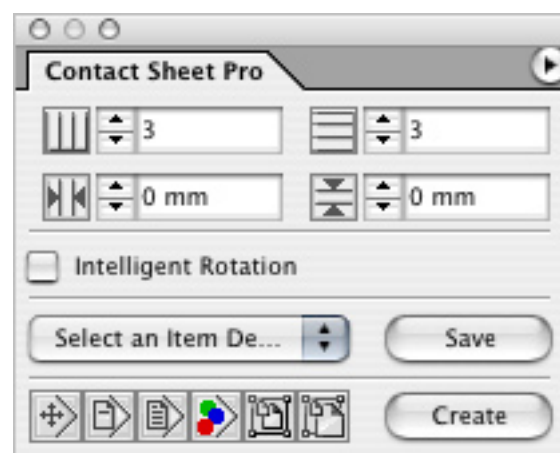 Contact Sheet Pro
3 3
0 mm 0 mm
Intelligent Rotation
Select an Item De... Save
Create